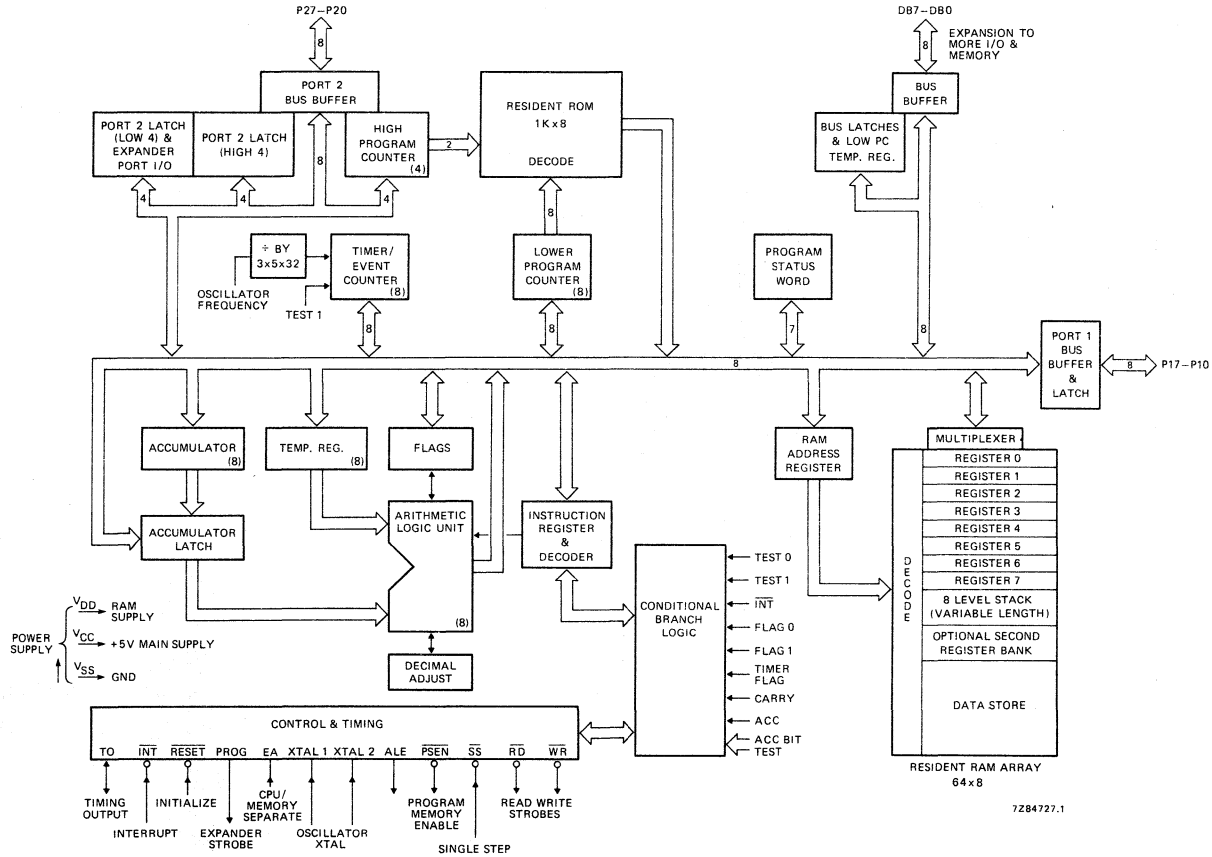 P27–P20
DB7–DB0
8
8
EXPANSION TO
MORE I/O &
MEMORY
PORT 2
BUS BUFFER
BUS
BUFFER
PORT 2 LATCH
(LOW 4) &
EXPANDER
PORT I/O
PORT 2 LATCH
(HIGH 4)
8
HIGH
PROGRAM
COUNTER
(4)
2
RESIDENT ROM
1K x 8
DECODE
BUS LATCHES
& LOW PC
TEMP. REG.
4
4
4
8
÷ BY
3x5x32
OSCILLATOR
FREQUENCY
TEST 1
TIMER/
EVENT
COUNTER
(8)
LOWER
PROGRAM
COUNTER
(8)
PROGRAM
STATUS
WORD
8
8
7
8
8
PORT 1
BUS
BUFFER
&
LATCH
8
P17–P10
ACCUMULATOR
(8)
TEMP. REG.
(8)
FLAGS
RAM
ADDRESS
REGISTER
MULTIPLEXER
ACCUMULATOR
LATCH
ARITHMETIC
LOGIC UNIT
(8)
INSTRUCTION
REGISTER
&
DECODER
DECIMAL
ADJUST
CONDITIONAL
BRANCH
LOGIC
TEST 0
TEST 1
INT
FLAG 0
FLAG 1
TIMER
FLAG
CARRY
ACC
ACC BIT
TEST
DECODE
REGISTER 0
REGISTER 1
REGISTER 2
REGISTER 3
REGISTER 4
REGISTER 5
REGISTER 6
REGISTER 7
8 LEVEL STACK
(VARIABLE LENGTH)
OPTIONAL SECOND
REGISTER BANK
DATA STORE
RESIDENT RAM ARRAY
64x8
POWER
SUPPLY
VDD RAM
SUPPLY
VCC +5V MAIN SUPPLY
VSS GND
CONTROL & TIMING
TO INT RESET PROG EA XTAL 1 XTAL 2 ALE PSEN SS RD WR
TIMING
OUTPUT
INTERRUPT
INITIALIZE
EXPANDER
STROBE
CPU/
MEMORY
SEPARATE
OSCILLATOR
XTAL
PROGRAM
MEMORY
ENABLE
SINGLE STEP
READ WRITE
STROBES
7Z84727.1